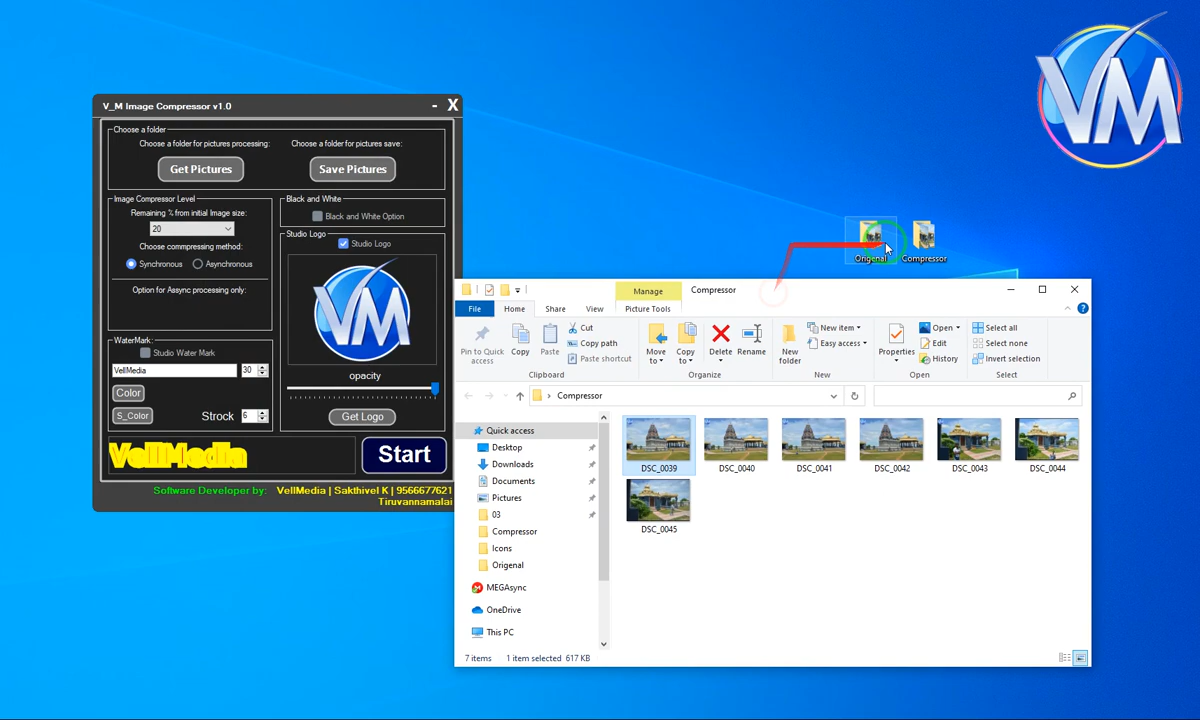 VM
V_M Image Compressor v1.0
- X
Choose a folder
Choose a folder for pictures processing:
Choose a folder for pictures save:
Get Pictures
Save Pictures
Image Compressor Level
Remaining % from initial Image size:
20
Choose commpressing method:
Synchronous
Asynchronous
Option for Assync processing only:
Black and White
Black and White Option
Studio Logo:
Studio Logo
VM
opacity
Get Logo
WaterMark:
Studio Water Mark
VellMedia
30
Color
S_Color
Strock
6
VellMedia
Start
Software Developer by: VellMedia | Sakthivel K | 9566677621
Tiruvannamalai
Origenal
Compressor
Manage
Compressor
File
Home
Share
View
Picture Tools
Pin to Quick
access
Copy
Paste
Cut
Copy path
Paste shortcut
Clipboard
Move
to
Copy
to
Delete
Rename
Organize
New
folder
New item
Easy access
New
Properties
Open
Edit
History
Open
Select all
Select none
Invert selection
Select
Compressor
Quick access
Desktop
Downloads
Documents
Pictures
03
Compressor
Icons
Origenal
MEGAsync
OneDrive
This PC
DSC_0039
DSC_0040
DSC_0041
DSC_0042
DSC_0043
DSC_0044
DSC_0045
7 items
1 item selected 617 KB